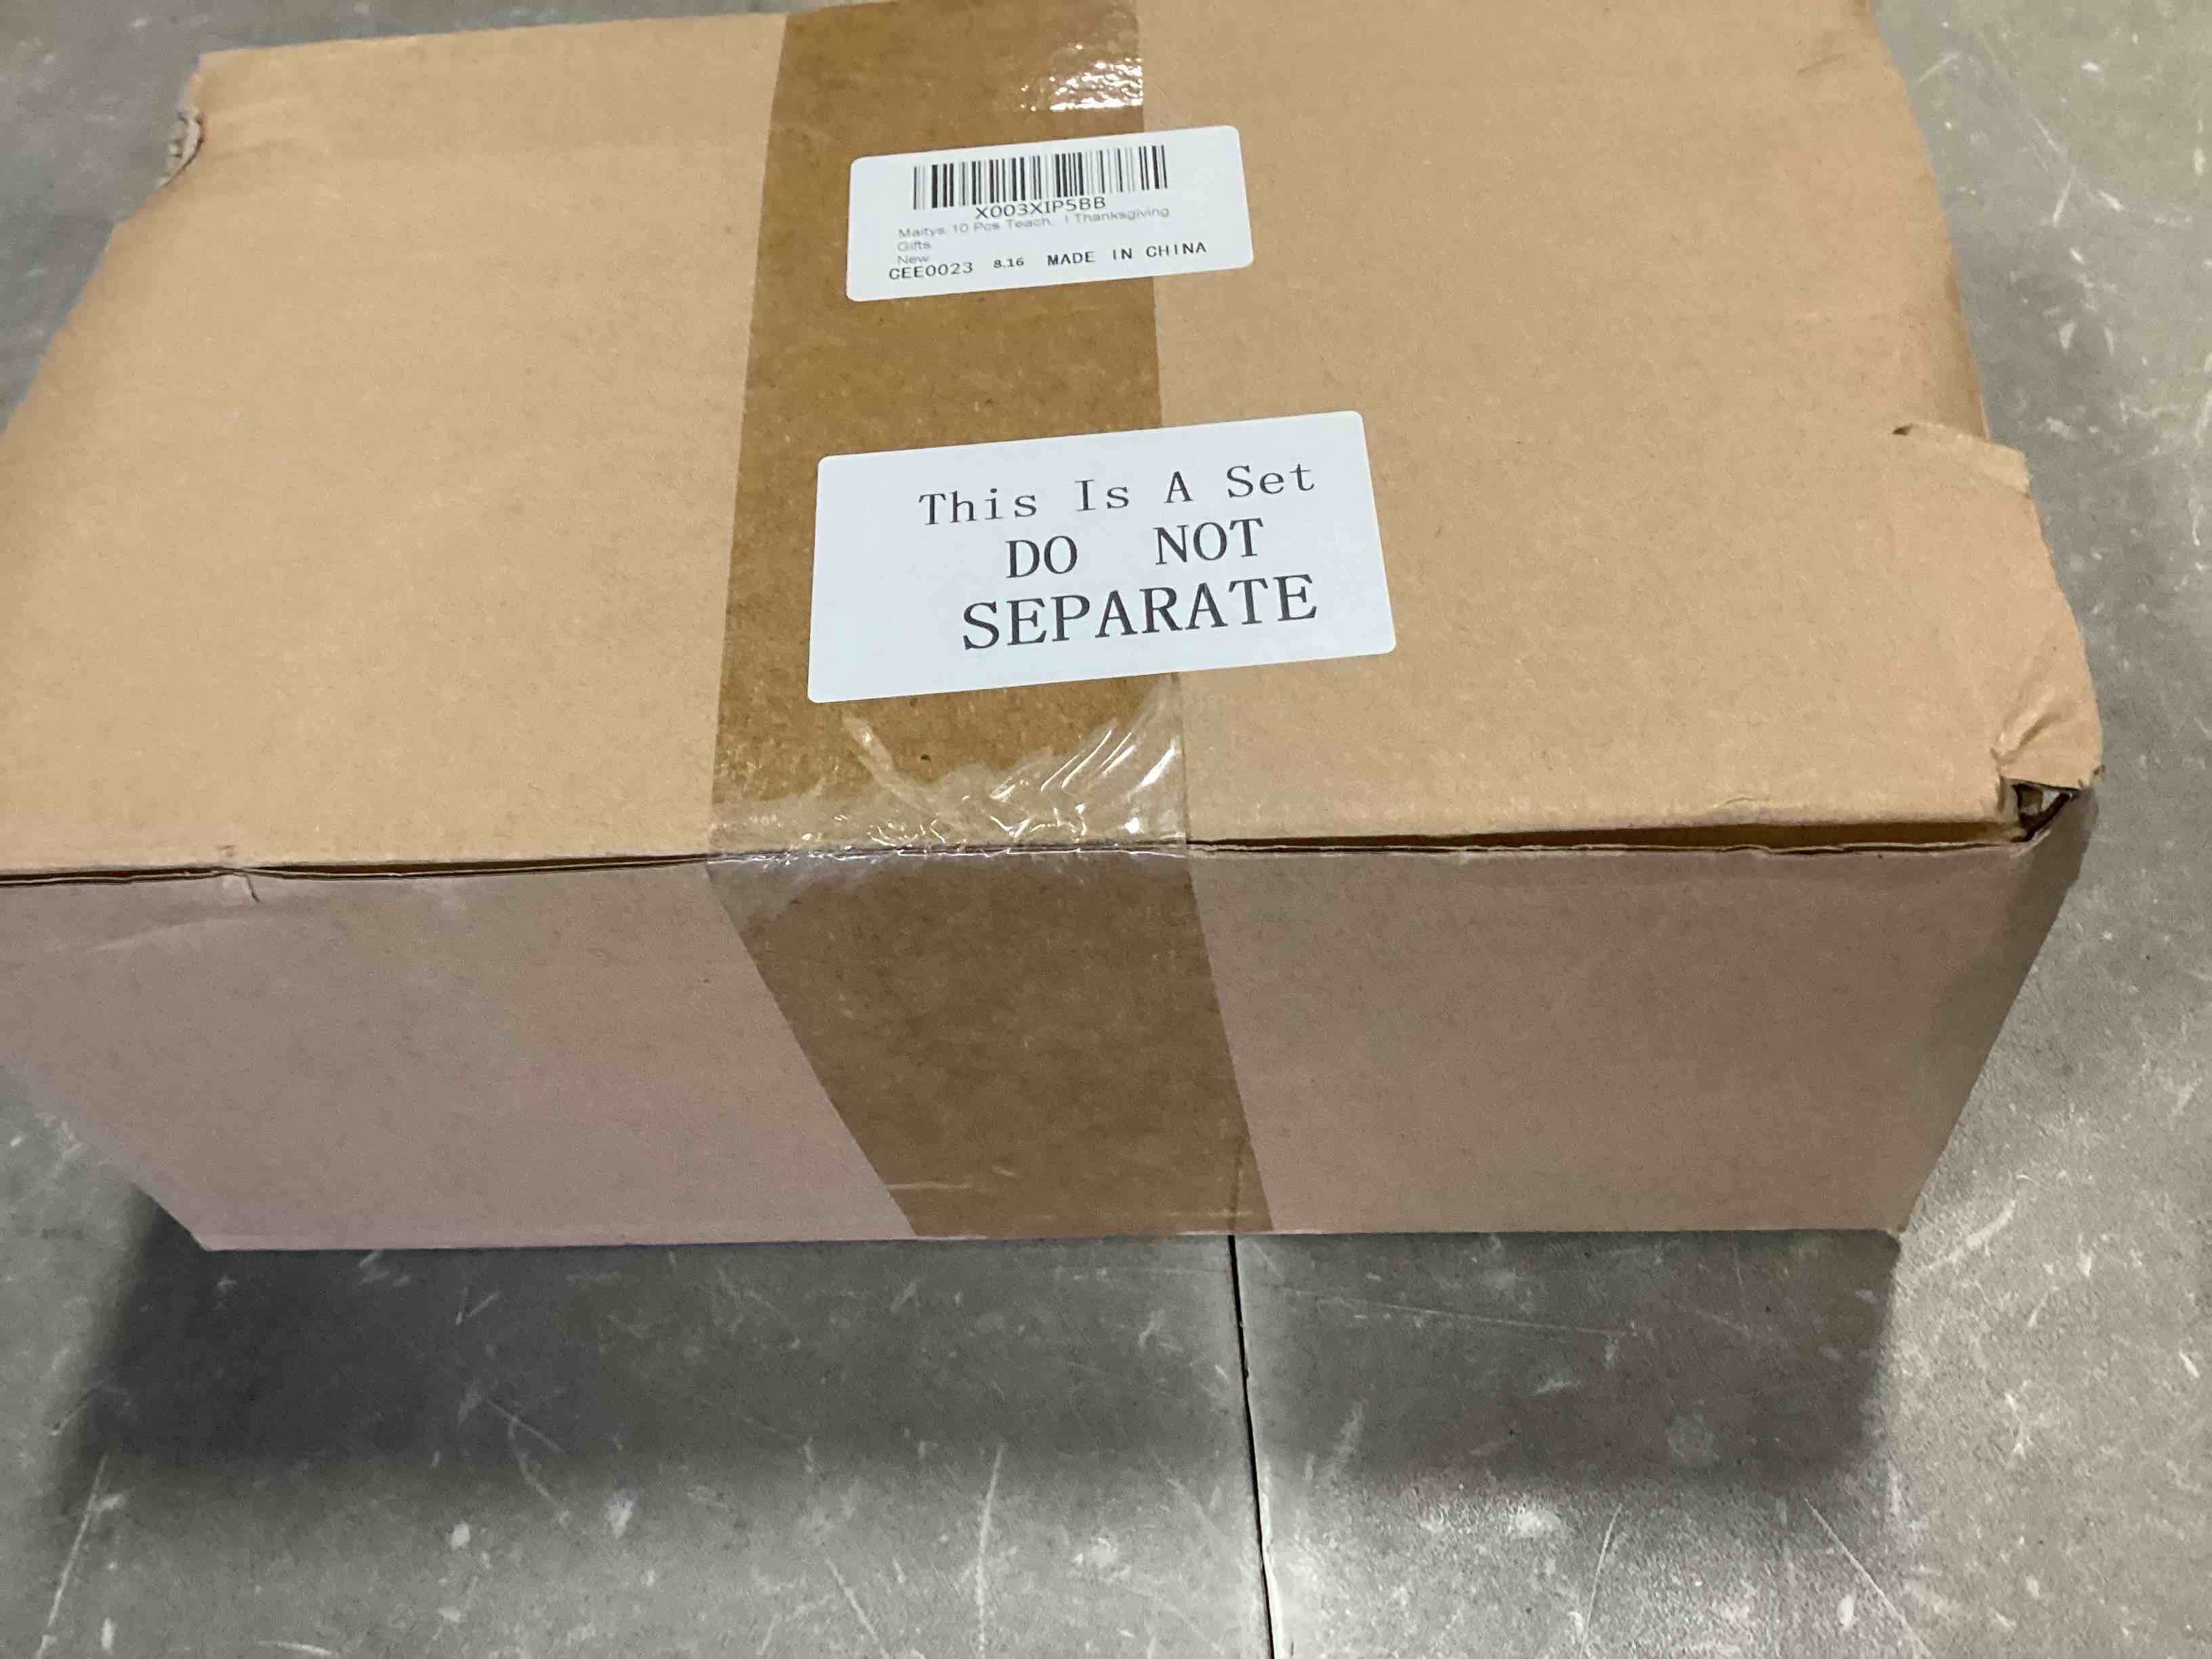 X003XIP5BB
Maitys 10 Pcs Teach. I Thanksgiving
Gifts
New
CEE0023 8.16 MADE IN CHINA
This Is A Set
DO NOT
SEPARATE